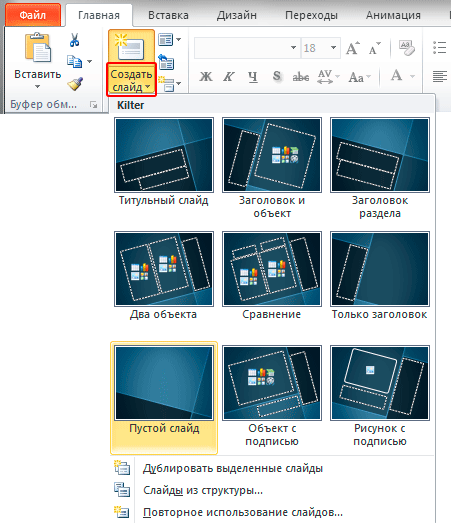 Файл Главная Вставка Дизайн Переходы Анимация
18
Вставить
Создать
слайд
Ж К Ч S abc AV Aa А
Буфер обм...
Kilter
Титульный слайд
Заголовок и
объект
Заголовок
раздела
Два объекта
Сравнение
Только заголовок
Пустой слайд
Объект с
подписью
Рисунок с
подписью
Дублировать выделенные слайды
Слайды из структуры...
Повторное использование слайдов...